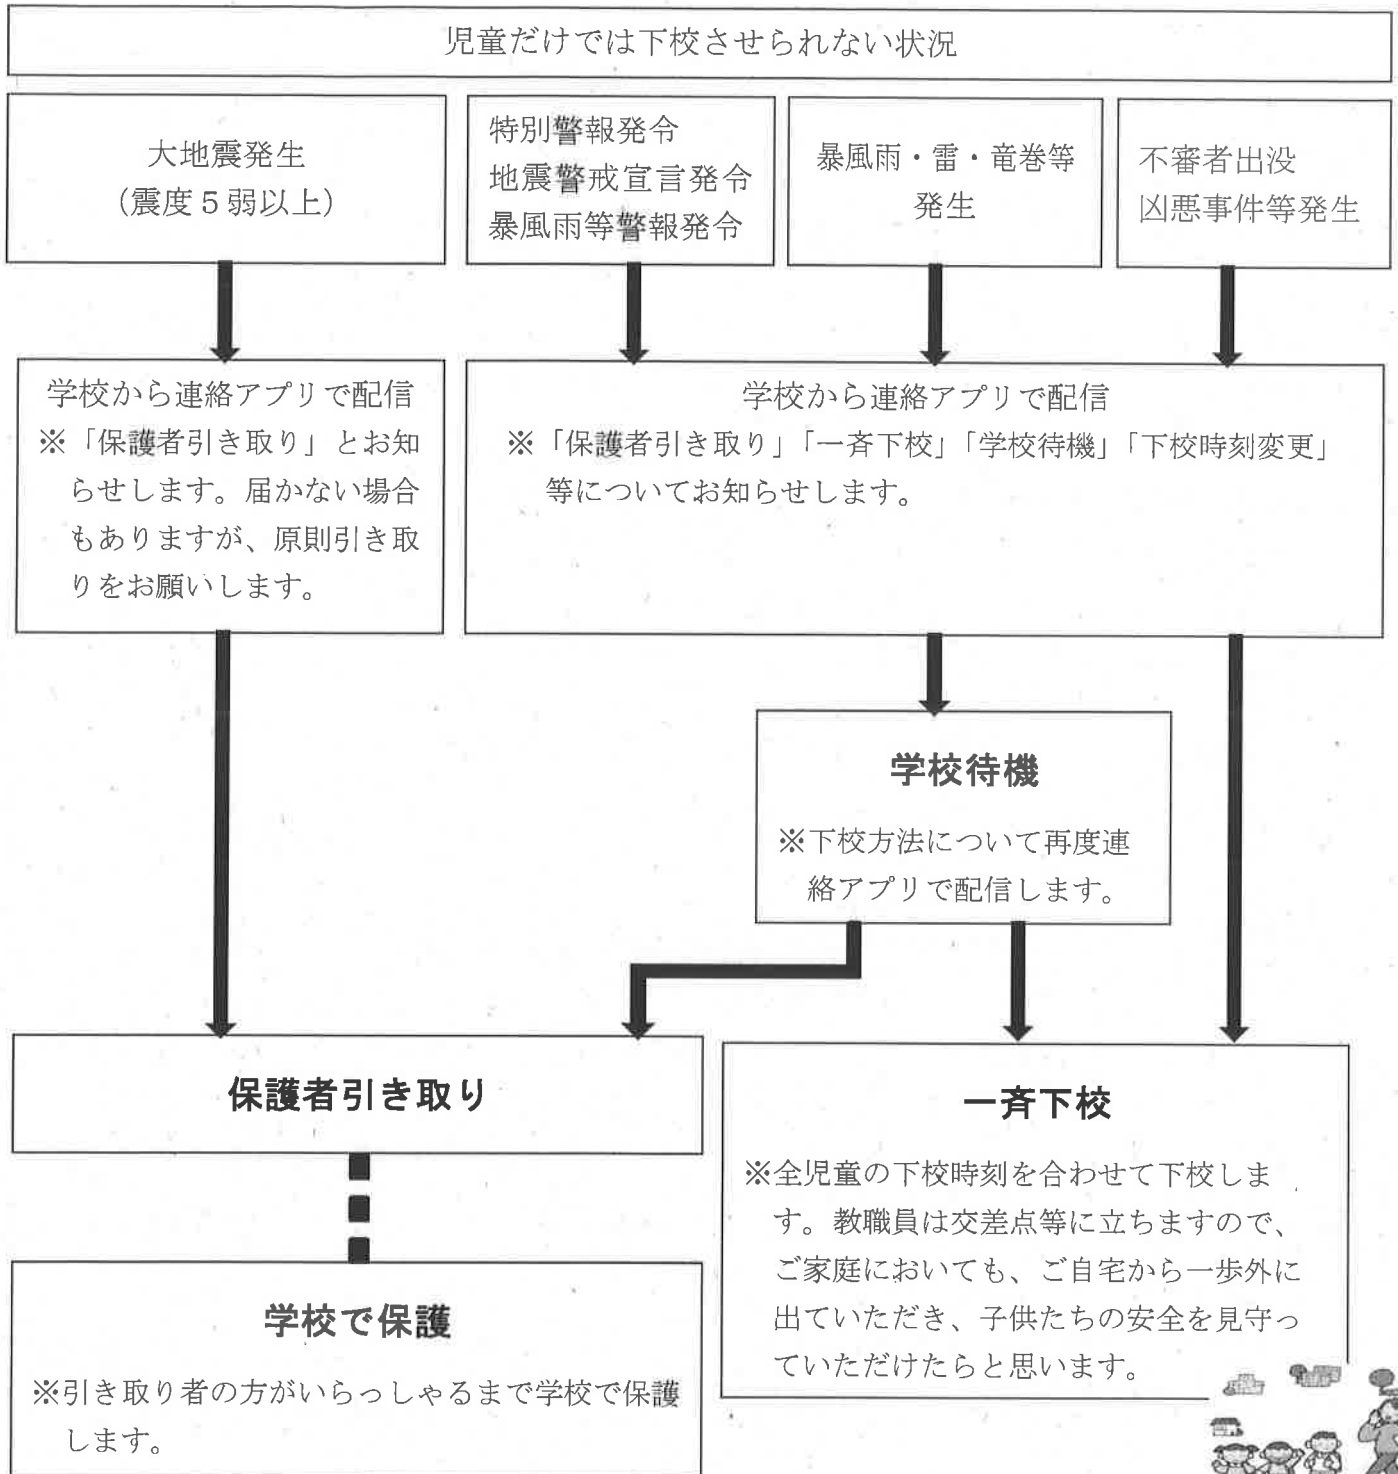 児童だけでは下校させられない状況
大地震発生
(震度5弱以上)
特別警報発令
地震警戒宣言発令
暴風雨等警報発令
暴風雨・雷・竜巻等
発生
不審者出没
凶悪事件等発生
学校から連絡アプリで配信
※「保護者引き取り」とお知
らせします。届かない場合
もありますが、原則引き取
りをお願いします。
学校から連絡アプリで配信
※「保護者引き取り」「一斉下校」「学校待機」「下校時刻変更」
等についてお知らせします。
学校待機
※下校方法について再度連
絡アプリで配信します。
保護者引き取り
学校で保護
※引き取り者の方がいらっしゃるまで学校で保護
します。
一斉下校
※全児童の下校時刻を合わせて下校しま
す。教職員は交差点等に立ちますので、
ご家庭においても、ご自宅から一歩外に
出ていただき、子供たちの安全を見守っ
ていただけたらと思います。